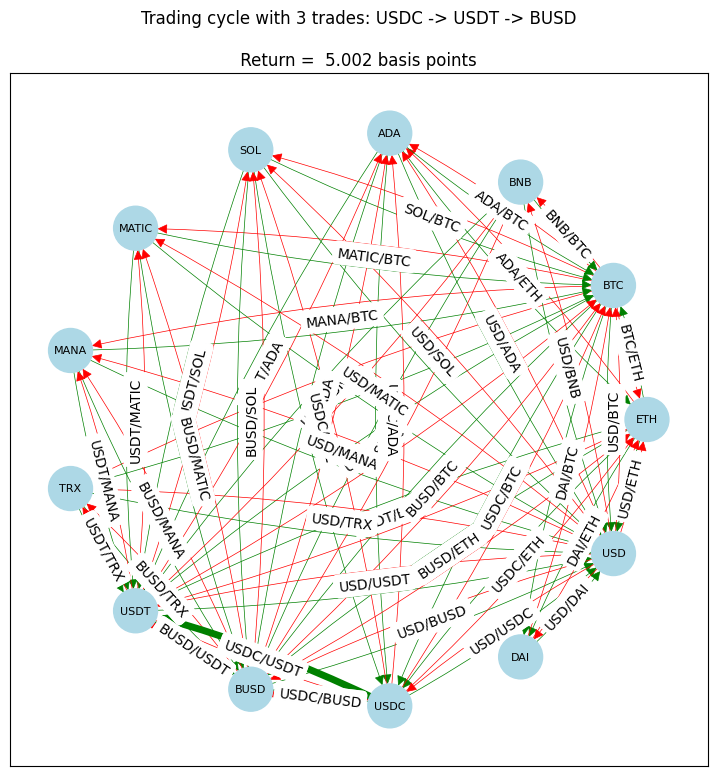 Trading cycle with 3 trades: USDC -> USDT -> BUSD
Return =  5.002 basis points
ADA
SOL
BNB
SOL/BTC
ADA/BTC
BNB/BTC
MATIC
MATIC/BTC
ADA/ETH
BTC
MANA/BTC
USD/SOL
USD/ADA
USD/BNB
BTC/ETH
MANA
USD/MATIC
USDT/MATIC
BUSD/SOL
USD/BTC
ETH
BUSD/MATIC
USD/MANA
USDT/MANA
BUSD/BTC
DAI/BTC
USD/ETH
TRX
BUSD/MANA
USD/TRX
USDC/BTC
DAI/ETH
USDT/TRX
BUSD/ETH
USDC/ETH
USD
BUSD/TRX
USD/USDT
USD/DAI
USDT
USD/BUSD
USD/USDC
BUSD/USDT
USDC/USDT
DAI
BUSD
USDC/BUSD
USDC